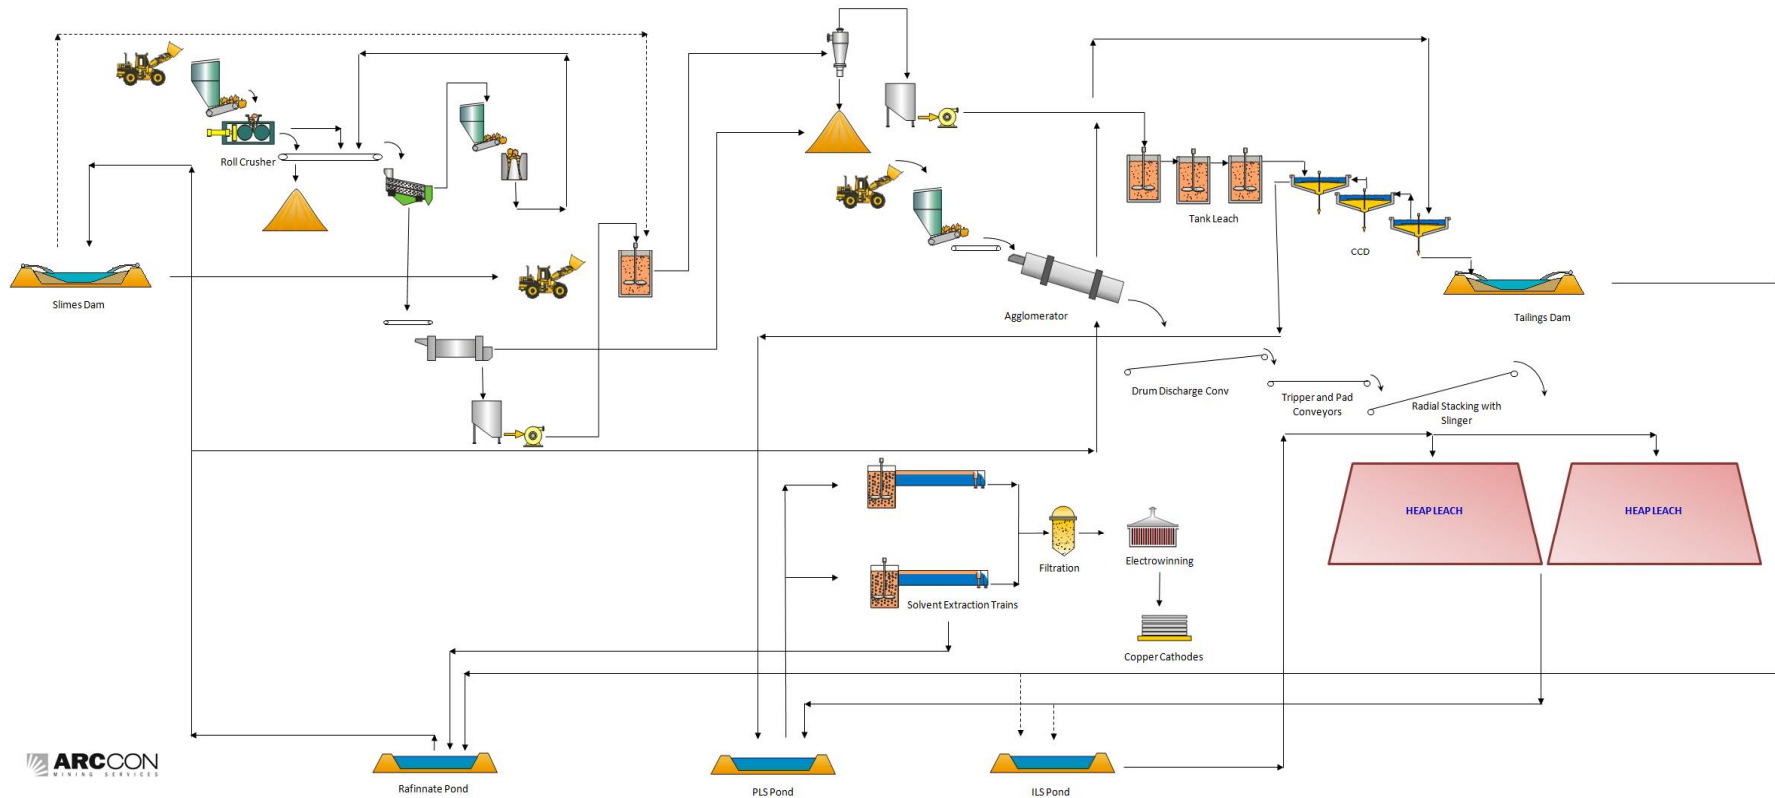 Roll Crusher
Tank Leach
CCD
Slimes Dam
Agglomerator
Tailings Dam
Drum Discharge Conv
Tripper and Pad
Conveyors
Radial Stacking with
Slinger
HEAP LEACH
HEAP LEACH
Filtration
Electrowinning
Solvent Extraction Trains
Copper Cathodes
ARCCON
MINING SERVICES
Rafinnate Pond
PLS Pond
ILS Pond